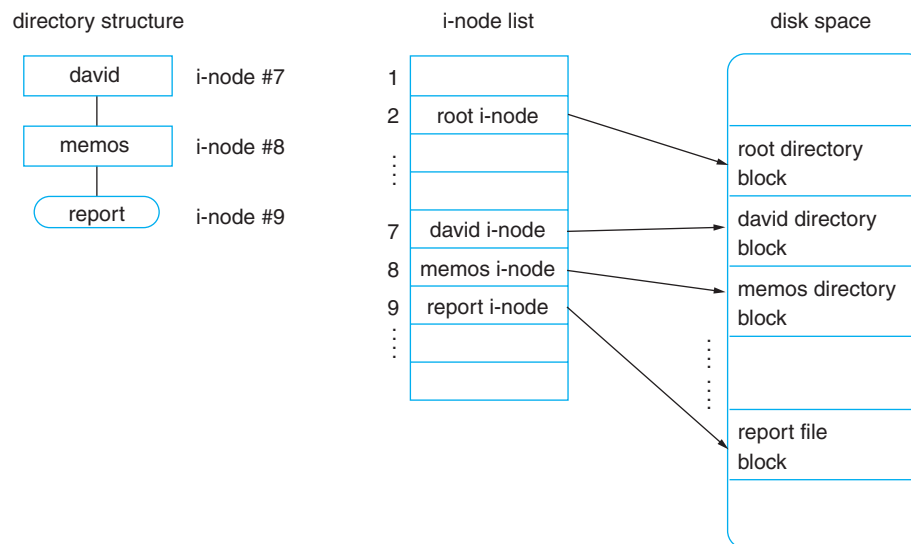 directory structure
david
i-node #7
memos
i-node #8
report
i-node #9
i-node list
1
2
root i-node
7
david i-node
8
memos i-node
9
report i-node
disk space
root directory
block
david directory
block
memos directory
block
report file
block